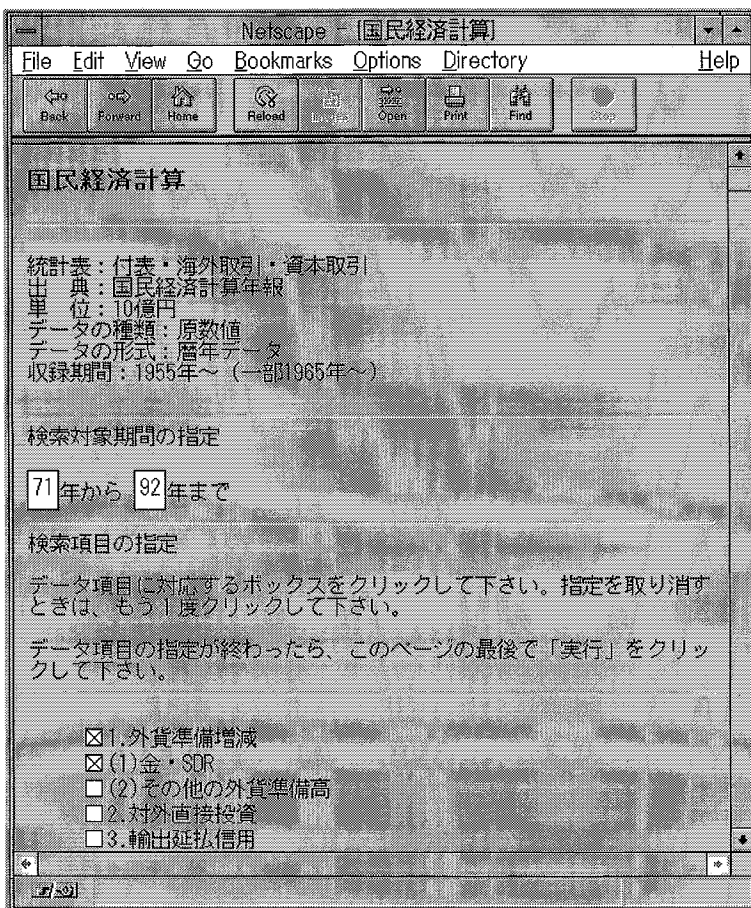 Netscape - [国民経済計算]
File Edit View Go Bookmarks Options Directory Help
Back Forward Home Reload Images Open Print Find Stop
国民経済計算
統計表：付表・海外取引・資本取引
出　典：国民経済計算年報
単　位：10億円
データの種類：原数値
データの形式：暦年データ
収録期間：1955年～（一部1965年～）
検索対象期間の指定
71年から 92年まで
検索項目の指定
データ項目に対応するボックスをクリックして下さい。指定を取り消す
ときは、もう１度クリックして下さい。
データ項目の指定が終わったら、このページの最後で「実行」をクリッ
クして下さい。
1.外貨準備増減
(1)金・SDR
(2)その他の外貨準備高
2.対外直接投資
3.輸出延払信用